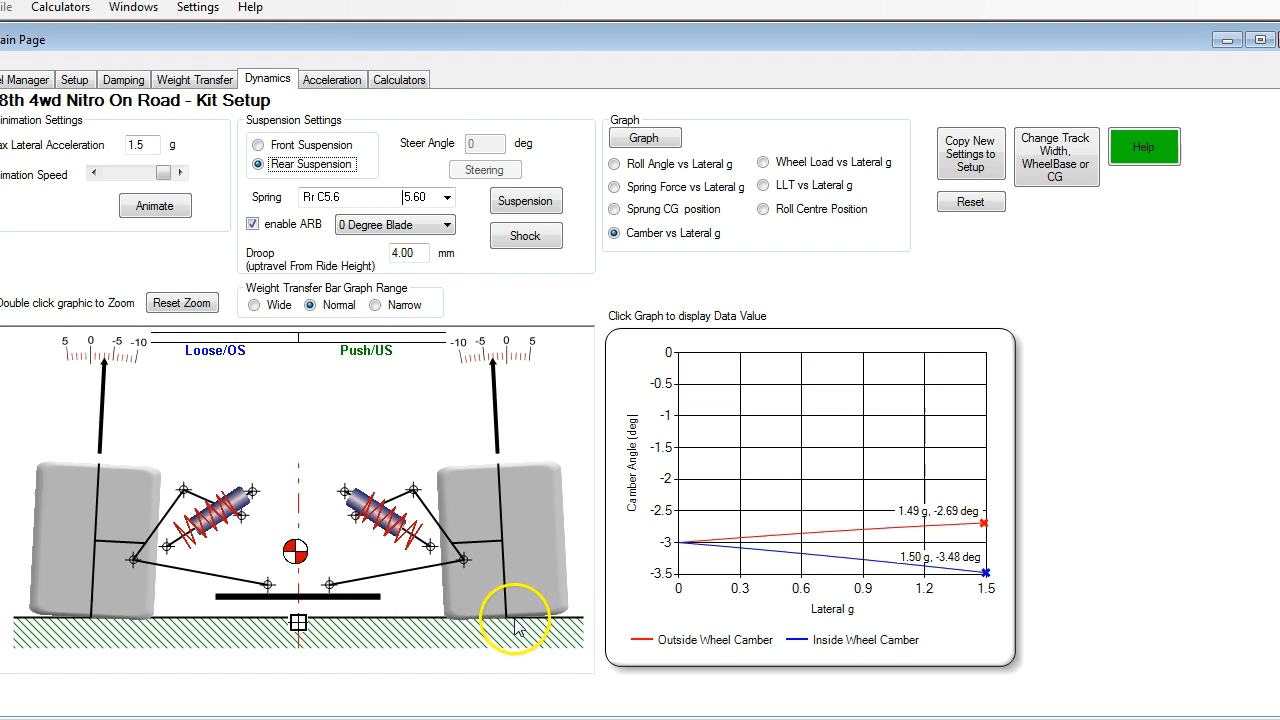 ile Calculators Windows Settings Help
ain Page
el Manager Setup Damping Weight Transfer Dynamics Acceleration Calculators
8th 4wd Nitro On Road - Kit Setup
nimation Settings
ax Lateral Acceleration 1.5 g
imation Speed
Animate
Suspension Settings
Front Suspension
Rear Suspension
Steer Angle 0 deg
Steering
Spring Rr C5.6 5.60
Suspension
enable ARB 0 Degree Blade
Shock
Droop 4.00 mm
(uptravel From Ride Height)
Graph
Graph
Roll Angle vs Lateral g
Wheel Load vs Lateral g
Spring Force vs Lateral g
LLT vs Lateral g
Sprung CG position
Roll Centre Position
Camber vs Lateral g
Copy New
Settings to
Setup
Change Track
Width,
WheelBase or
CG
Help
Reset
Double click graphic to Zoom Reset Zoom
Weight Transfer Bar Graph Range
Wide Normal Narrow
5 0 -5 -10
Loose/OS Push/US
-10 -5 0 5
Click Graph to display Data Value
0
-0.5
-1
-1.5
-2
-2.5
-3
-3.5
Camber Angle (deg)
1.49 g, -2.69 deg
1.50 g, -3.48 deg
0 0.3 0.6 0.9 1.2 1.5
Lateral g
Outside Wheel Camber Inside Wheel Camber